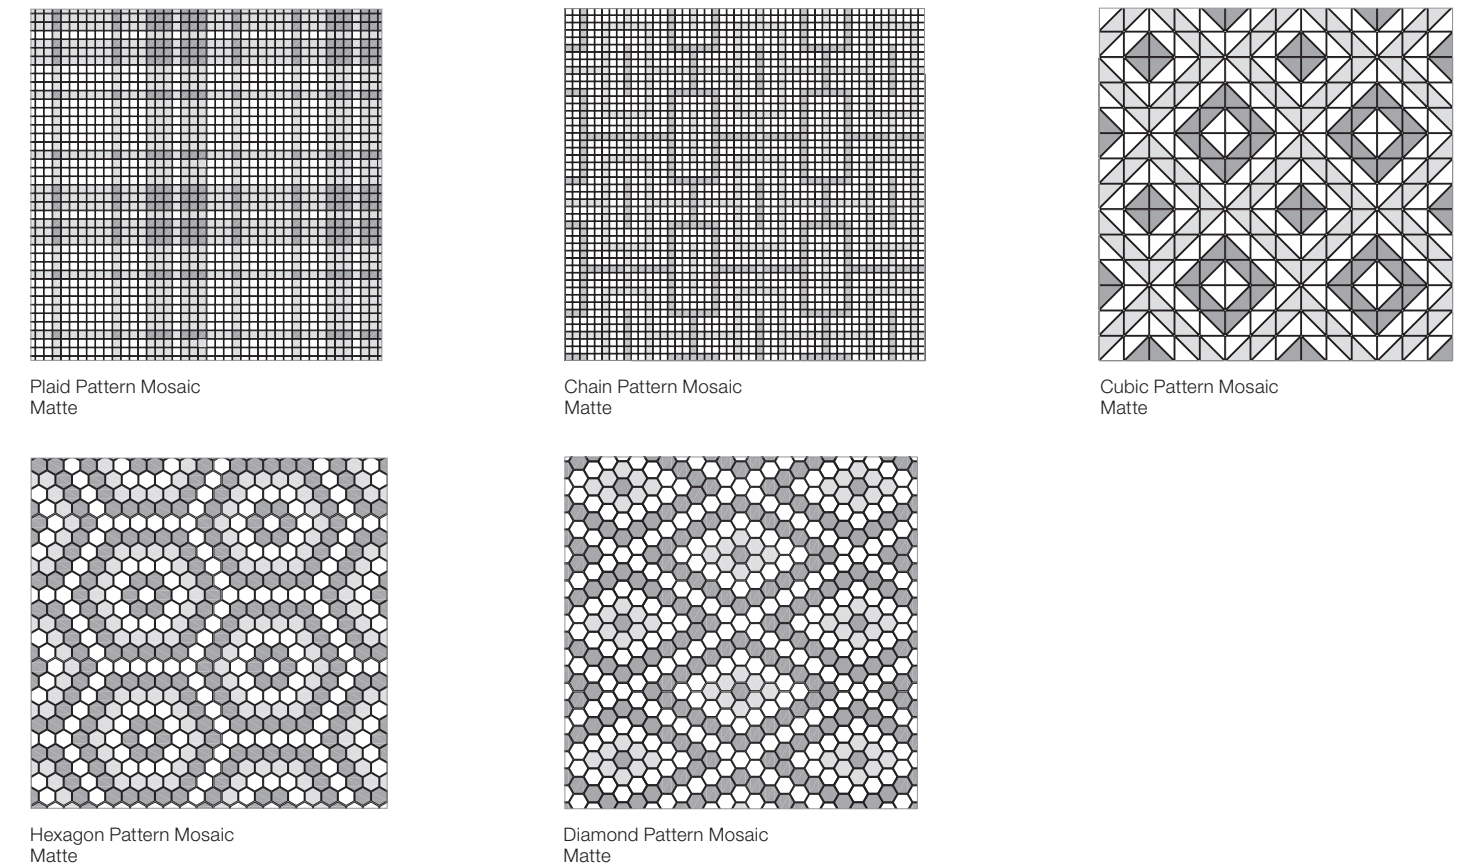 Plaid Pattern Mosaic
Matte
Chain Pattern Mosaic
Matte
Cubic Pattern Mosaic
Matte
Hexagon Pattern Mosaic
Matte
Diamond Pattern Mosaic
Matte